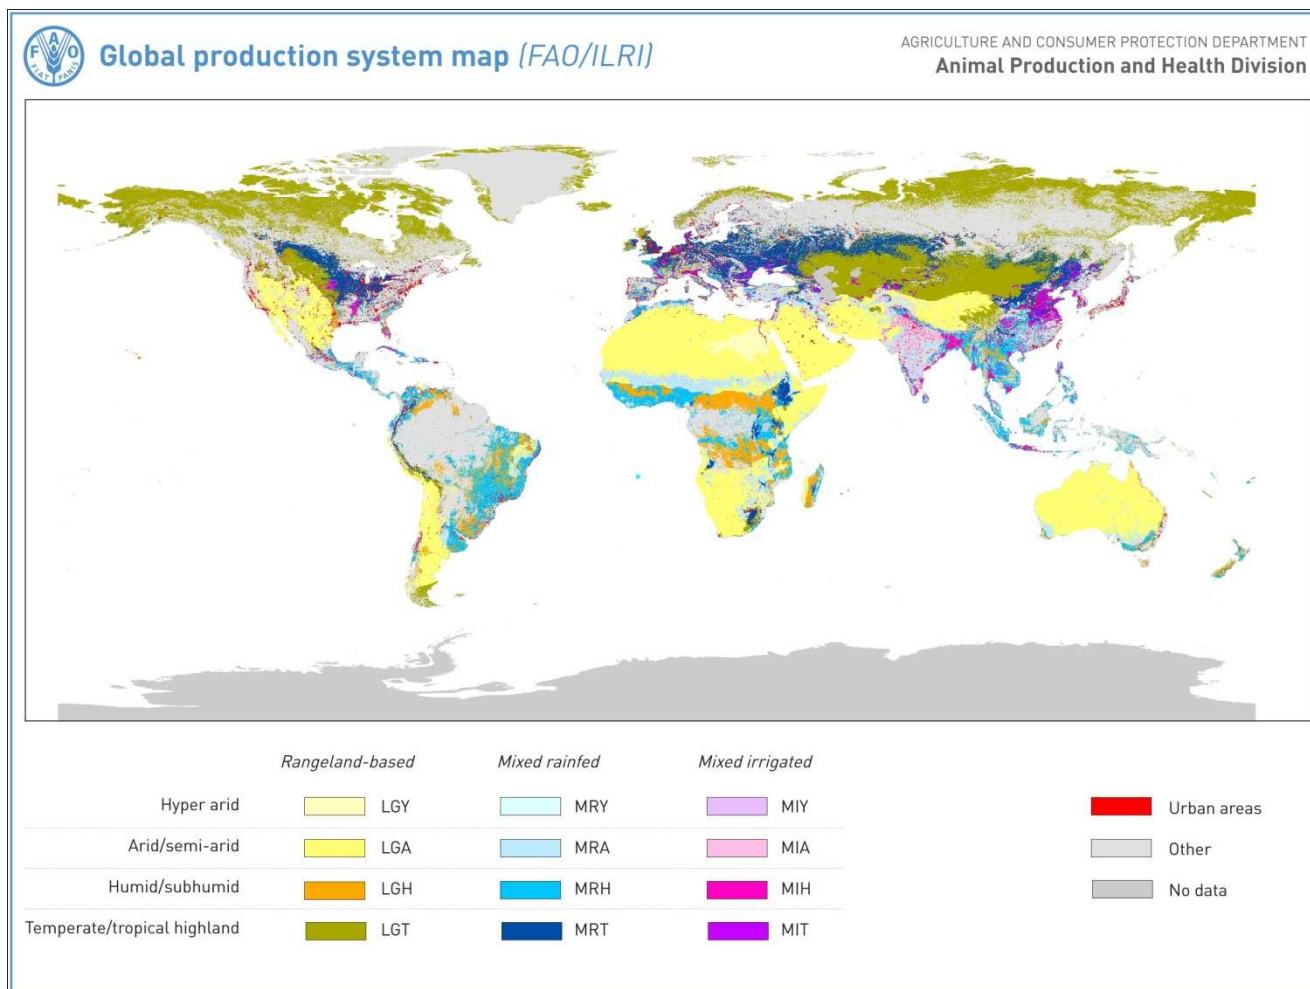 F A O
FIAT PANIS
Global production system map (FAO/ILRI)
AGRICULTURE AND CONSUMER PROTECTION DEPARTMENT
Animal Production and Health Division
Rangeland-based Mixed rainfed Mixed irrigated
Hyper arid LGY MRY MIY Urban areas
Arid/semi-arid LGA MRA MIA Other
Humid/subhumid LGH MRH MIH No data
Temperate/tropical highland LGT MRT MIT